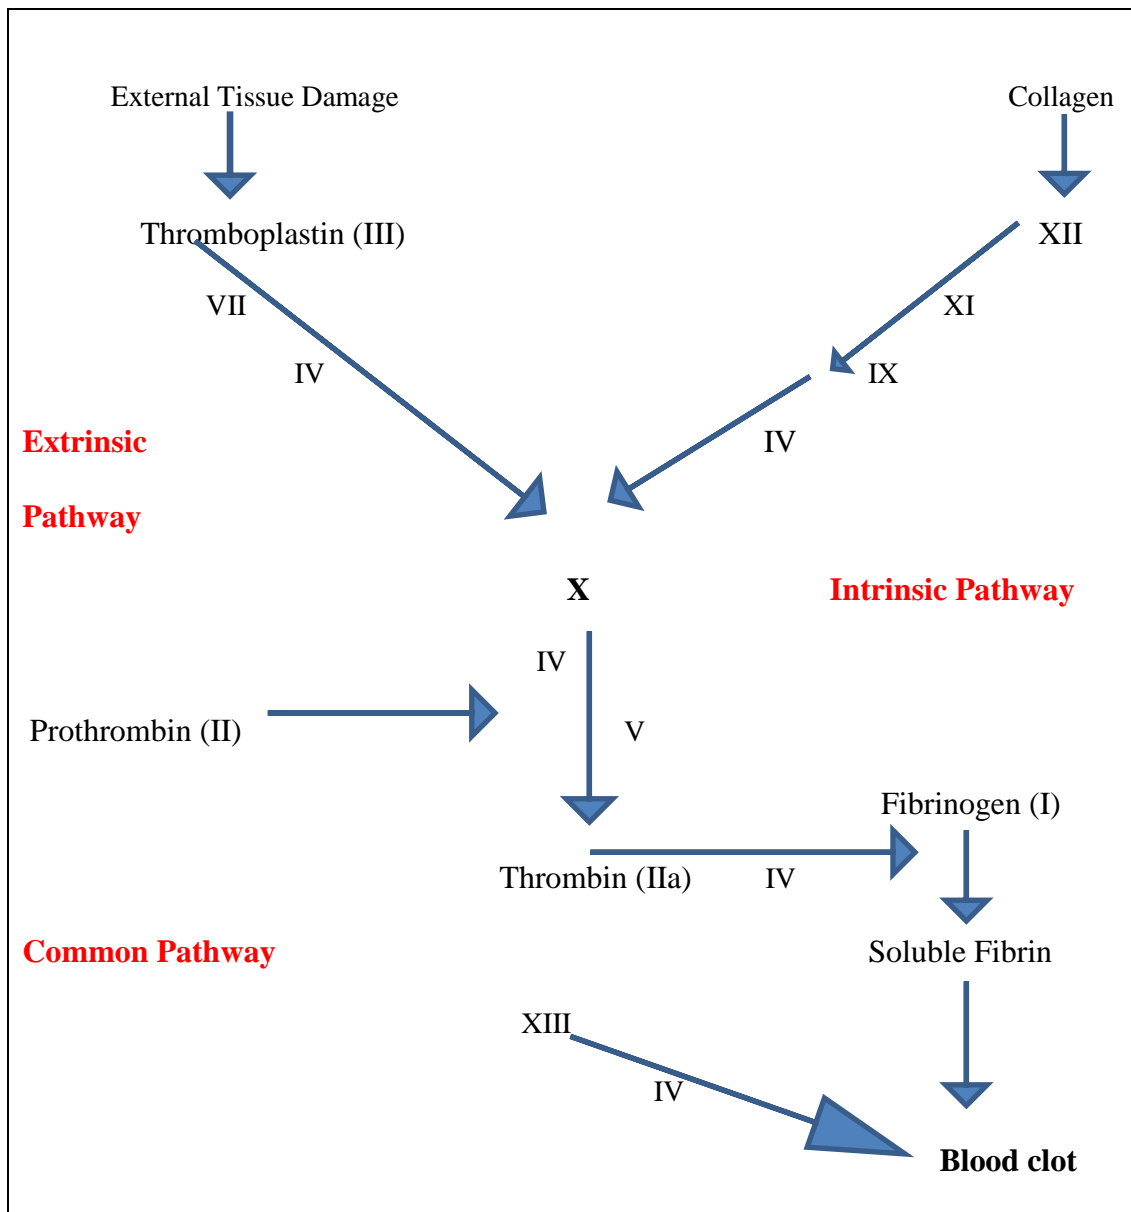 External Tissue Damage
Collagen
Thromboplastin (III)
XII
VII
XI
IV
IX
Extrinsic
IV
Pathway
X
Intrinsic Pathway
IV
Prothrombin (II)
V
Fibrinogen (I)
Thrombin (IIa)
IV
Common Pathway
Soluble Fibrin
XIII
IV
Blood clot